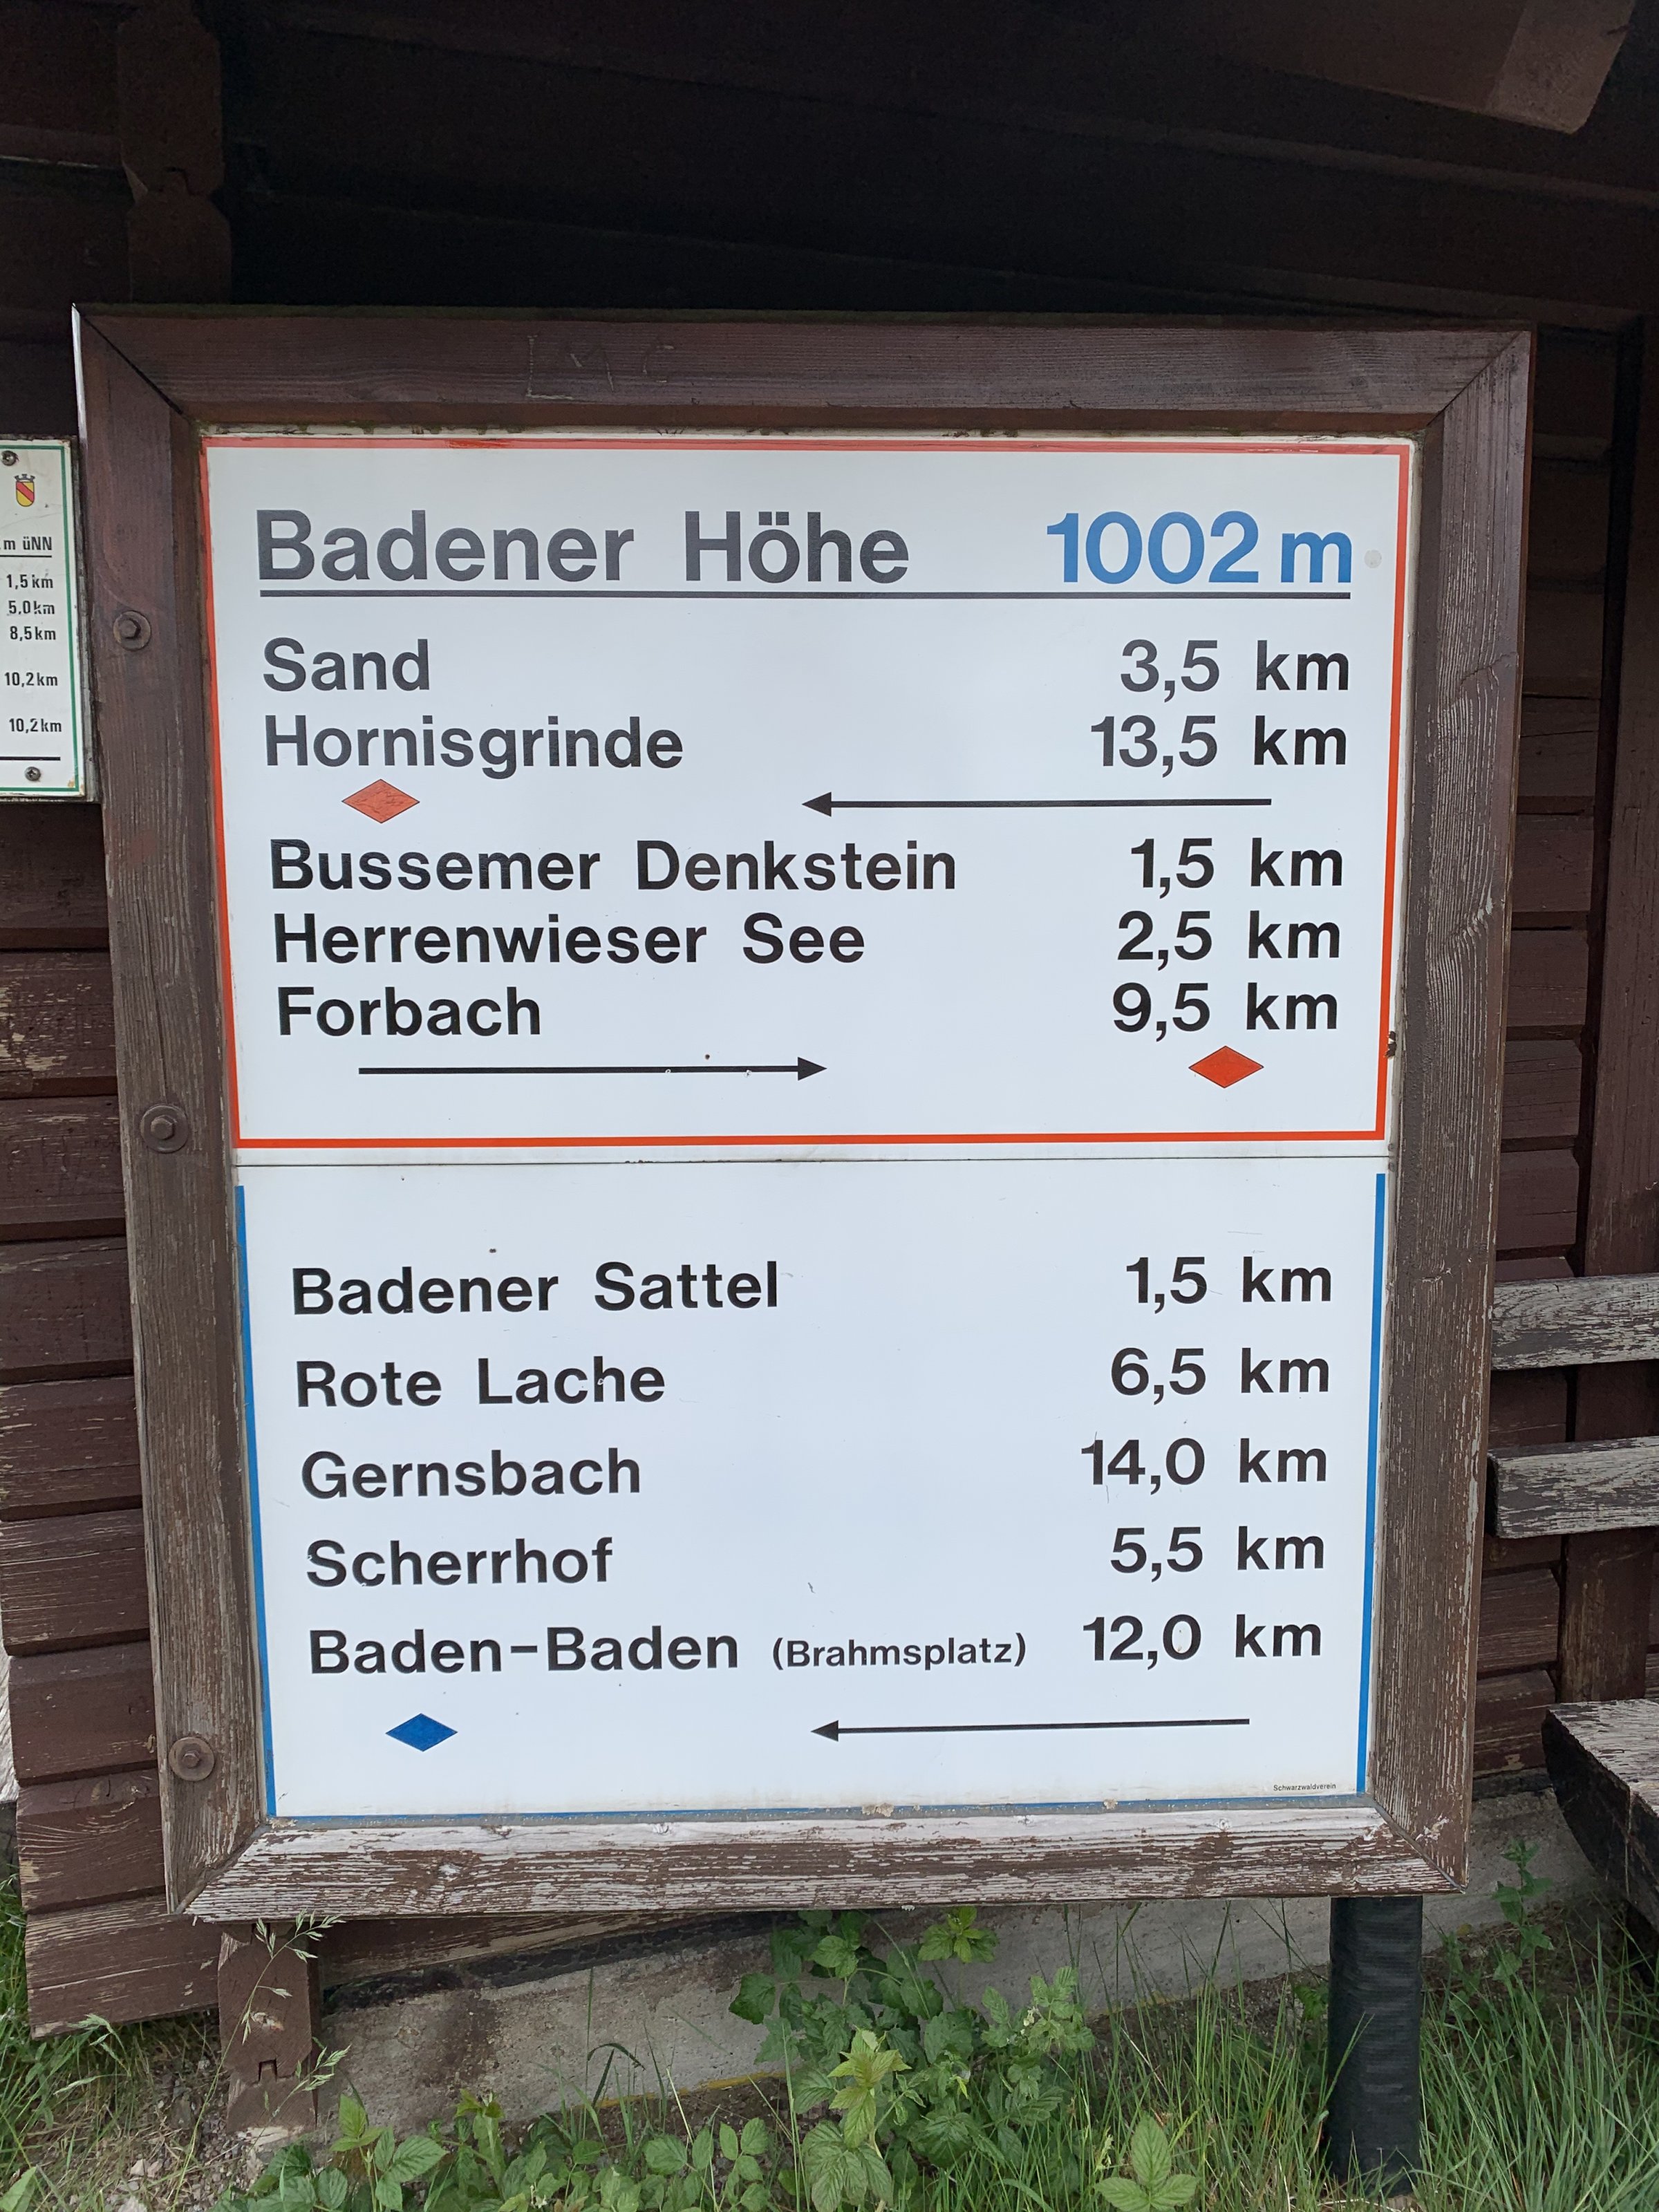 Badener Höhe 1002 m
Sand 3,5 km
Hornisgrinde 13,5 km
Bussemer Denkstein 1,5 km
Herrenwieser See 2,5 km
Forbach 9,5 km
Badener Sattel 1,5 km
Rote Lache 6,5 km
Gernsbach 14,0 km
Scherrhof 5,5 km
Baden-Baden (Brahmsplatz) 12,0 km
Schwarzwaldverein
m üNN
1,5 km
5.0 km
8,5 km
10,2 km
10,2 km